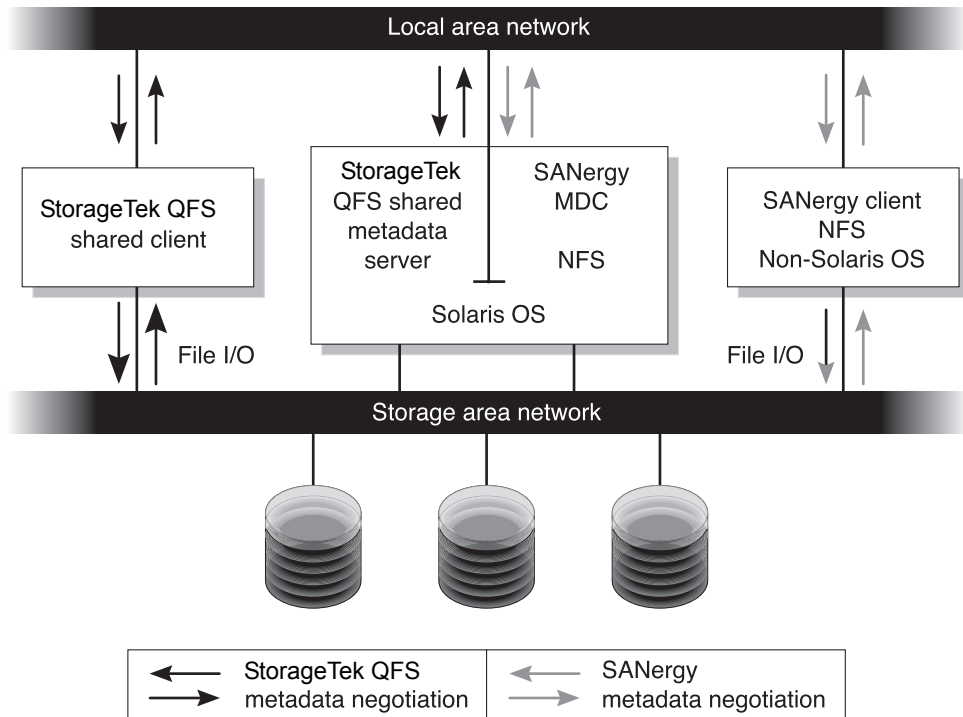 Local area network
StorageTek QFS
shared client
StorageTek
QFS shared
metadata
server
SANergy
MDC
NFS
Solaris OS
SANergy client
NFS
Non-Solaris OS
File I/O
File I/O
Storage area network
StorageTek QFS
metadata negotiation
SANergy
metadata negotiation